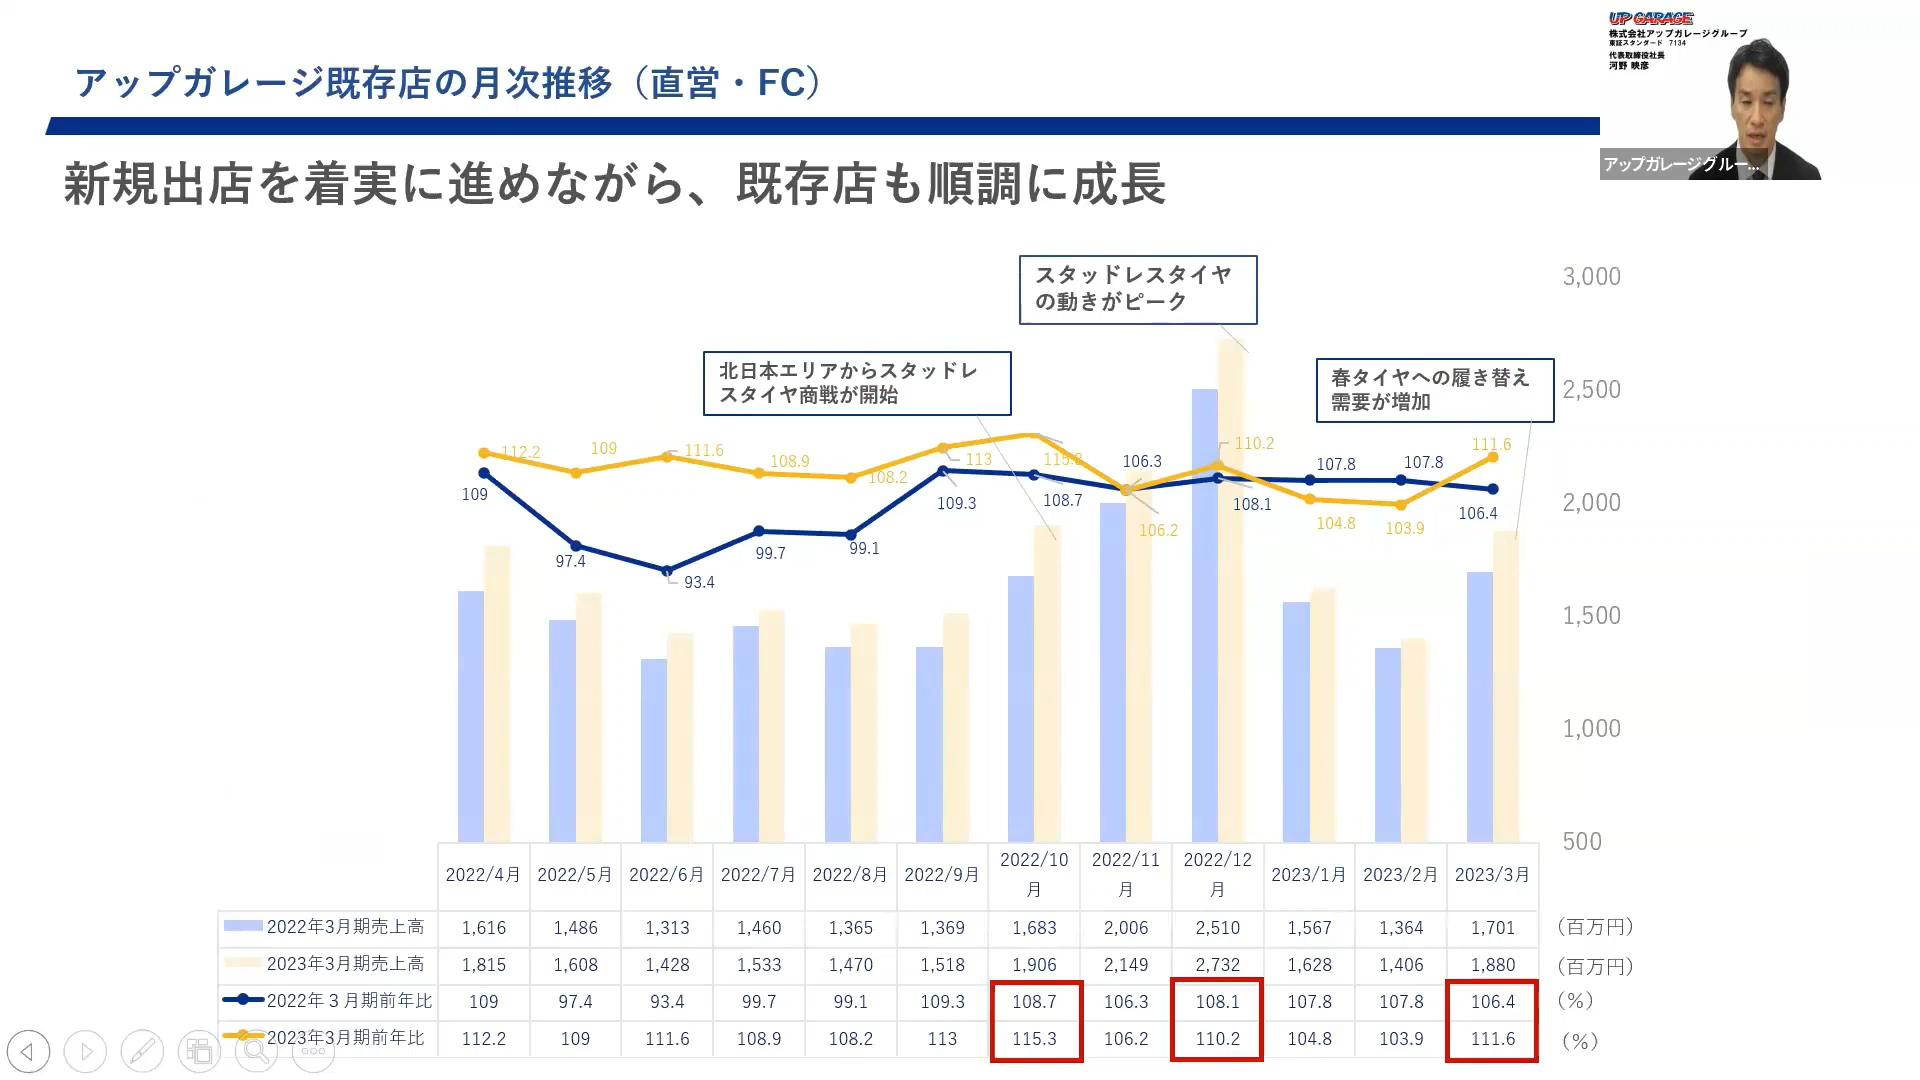 アップガレージ既存店の月次推移（直営・FC）
UP GARAGE
株式会社アップガレージグループ
東証スタンダード 7134
代表取締役社長
河野 映彦
アップガレージグルー...
新規出店を着実に進めながら、既存店も順調に成長
スタッドレスタイヤ
の動きがピーク
北日本エリアからスタッドレ
スタイヤ商戦が開始
春タイヤへの履き替え
需要が増加
3,000
2,500
2,000
1,500
1,000
500
112.2
109
111.6
108.9
108.2
113
115.3
106.2
110.2
104.8
103.9
111.6
109
97.4
93.4
99.7
99.1
109.3
108.7
106.3
108.1
107.8
107.8
106.4
2022/4月 2022/5月 2022/6月 2022/7月 2022/8月 2022/9月 2022/10月 2022/11月 2022/12月 2023/1月 2023/2月 2023/3月
2022年3月期売上高 1,616 1,486 1,313 1,460 1,365 1,369 1,683 2,006 2,510 1,567 1,364 1,701 （百万円）
2023年3月期売上高 1,815 1,608 1,428 1,533 1,470 1,518 1,906 2,149 2,732 1,628 1,406 1,880 （百万円）
2022年３月期前年比 109 97.4 93.4 99.7 99.1 109.3 108.7 106.3 108.1 107.8 107.8 106.4 （%）
2023年3月期前年比 112.2 109 111.6 108.9 108.2 113 115.3 106.2 110.2 104.8 103.9 111.6 （%）